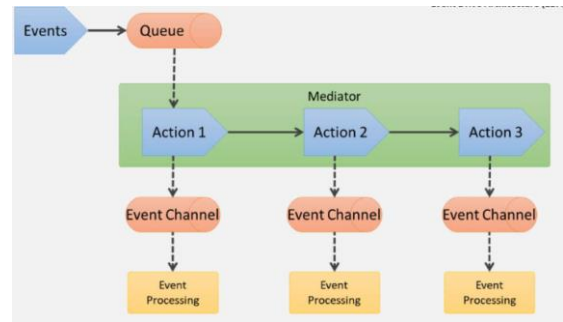 Events
Queue
Mediator
Action 1
Action 2
Action 3
Event Channel
Event Channel
Event Channel
Event
Processing
Event
Processing
Event
Processing